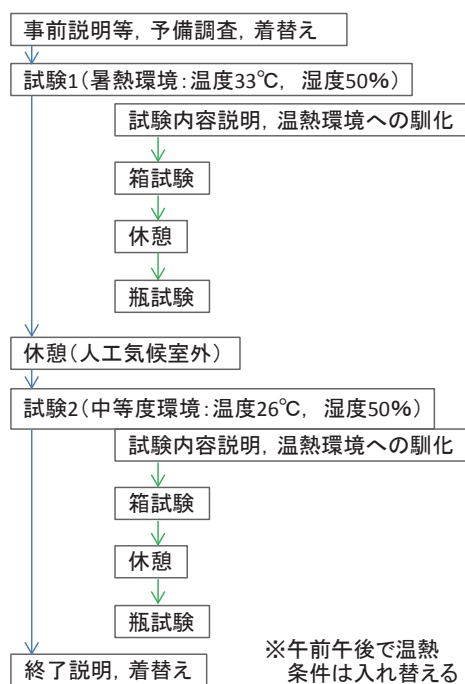 事前説明等, 予備調査, 着替え
試験1(暑熱環境:温度33℃, 湿度50%)
試験内容説明, 温熱環境への馴化
箱試験
休憩
瓶試験
休憩(人工気候室外)
試験2(中等度環境:温度26℃, 湿度50%)
試験内容説明, 温熱環境への馴化
箱試験
休憩
瓶試験
終了説明, 着替え
※午前午後で温熱
条件は入れ替える